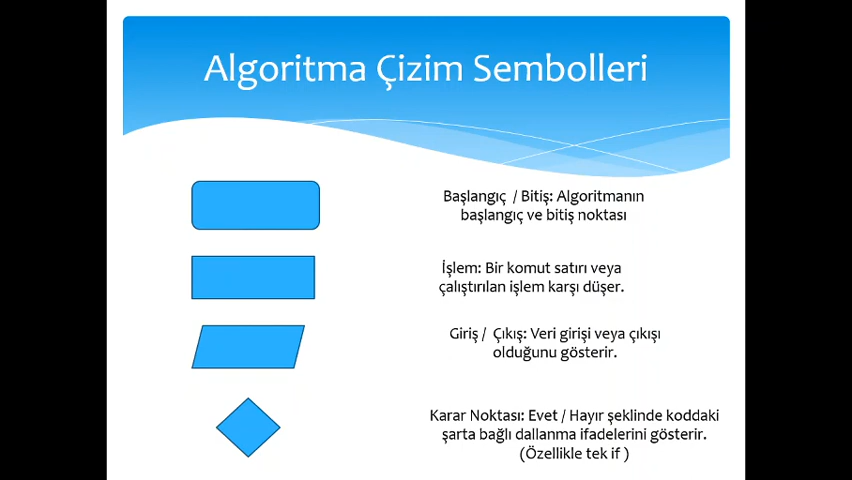 Algoritma Çizim Sembolleri
Başlangıç / Bitiş: Algoritmanın
başlangıç ve bitiş noktası
İşlem: Bir komut satırı veya
çalıştırılan işlem karşı düşer.
Giriş / Çıkış: Veri girişi veya çıkışı
olduğunu gösterir.
Karar Noktası: Evet / Hayır şeklinde koddaki
şarta bağlı dallanma ifadelerini gösterir.
(Özellikle tek if )